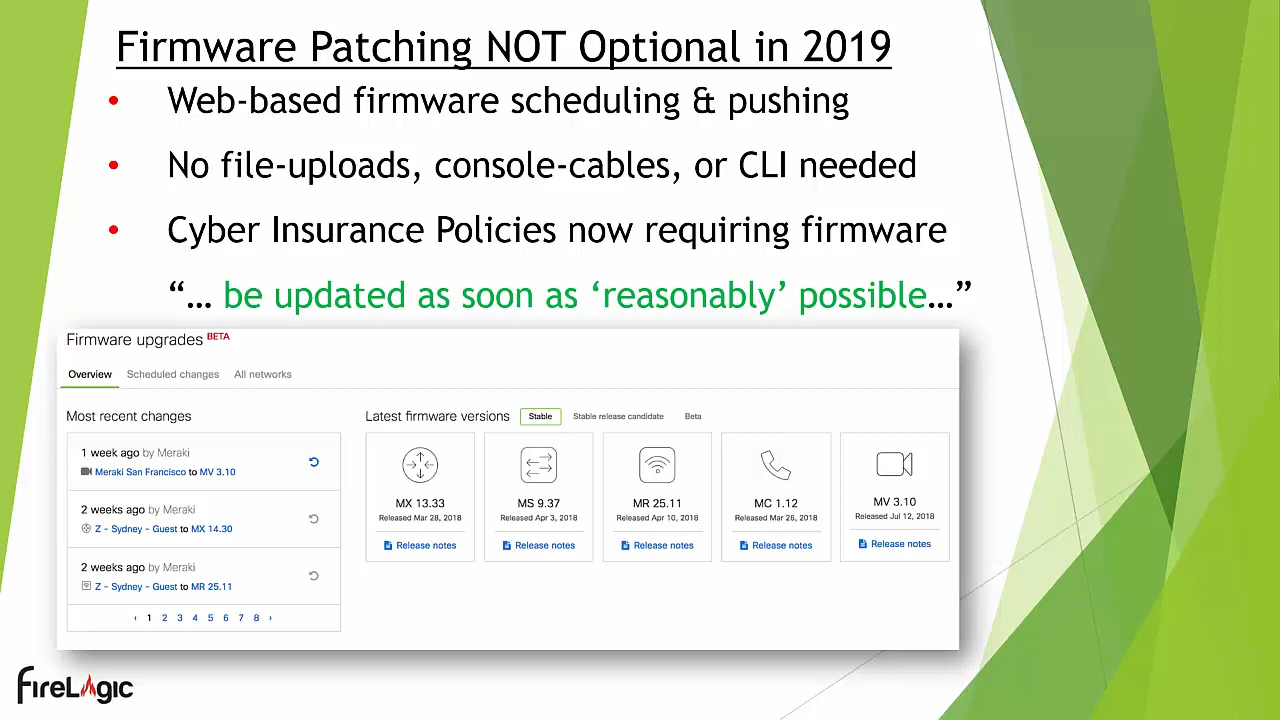 Firmware Patching NOT Optional in 2019
• Web-based firmware scheduling & pushing
• No file-uploads, console-cables, or CLI needed
• Cyber Insurance Policies now requiring firmware
“… be updated as soon as ‘reasonably’ possible…”
Firmware upgrades BETA
Overview Scheduled changes All networks
Most recent changes
1 week ago by Meraki
Meraki San Francisco to MV 3.10
2 weeks ago by Meraki
Z - Sydney - Guest to MX 14.30
2 weeks ago by Meraki
Z - Sydney - Guest to MR 25.11
‹ 1 2 3 4 5 6 7 8 ›
Latest firmware versions Stable Stable release candidate Beta
MX 13.33
Released Mar 28, 2018
Release notes
MS 9.37
Released Apr 3, 2018
Release notes
MR 25.11
Released Apr 10, 2018
Release notes
MC 1.12
Released Mar 26, 2018
Release notes
MV 3.10
Released Jul 12, 2018
Release notes
FireLogic